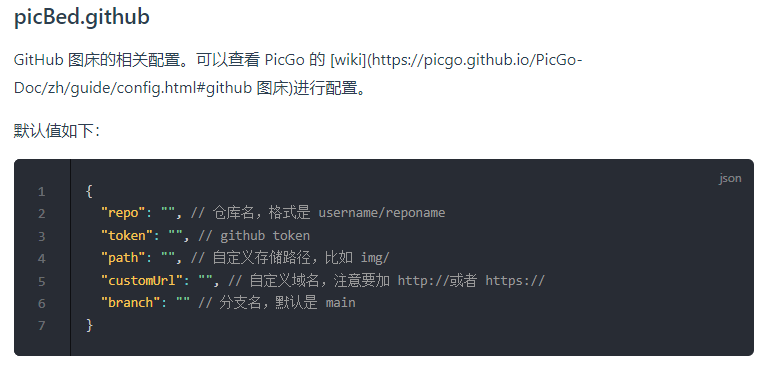 picBed.github
GitHub 图床的相关配置。可以查看 PicGo 的 [wiki](https://picgo.github.io/PicGo-
Doc/zh/guide/config.html#github 图床)进行配置。
默认值如下：
json
1 {
2 "repo": "", // 仓库名，格式是 username/reponame
3 "token": "", // github token
4 "path": "", // 自定义存储路径，比如 img/
5 "customUrl": "", // 自定义域名，注意要加 http://或者 https://
6 "branch": "" // 分支名，默认是 main
7 }